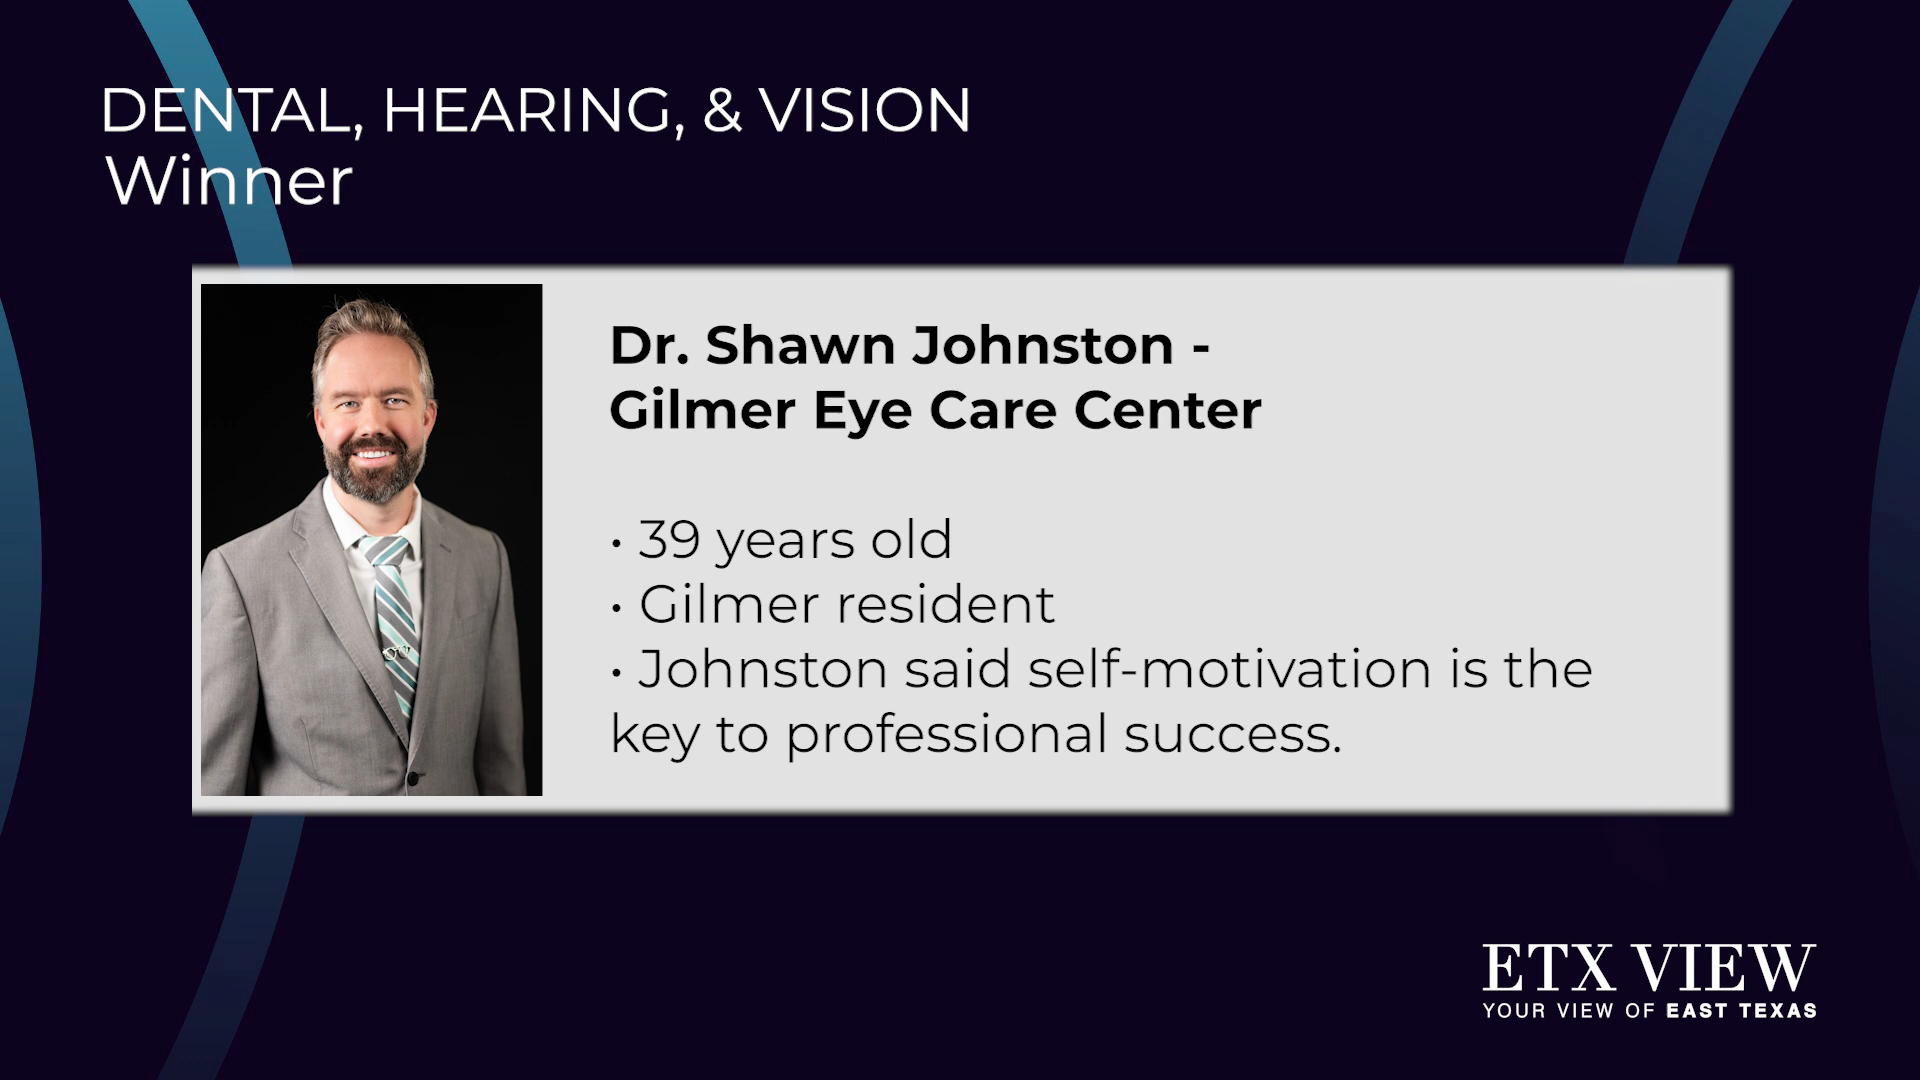 DENTAL, HEARING, & VISION
Winner
Dr. Shawn Johnston -
Gilmer Eye Care Center
• 39 years old
• Gilmer resident
• Johnston said self-motivation is the
key to professional success.
ETX VIEW
YOUR VIEW OF EAST TEXAS